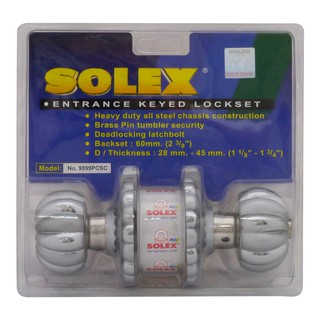 SOLEX
• ENTRANCE KEYED LOCKSET
• Heavy duty all steel chassis construction
• Brass Pin tumbler security
• Deadlocking latchbolt
• Backset : 60mm. (2 3/8")
• D / Thickness : 28 mm. - 45 mm. (1 1/8" - 1 3/4")
Model: No. 9899PCSC
SOLEX SOLEX